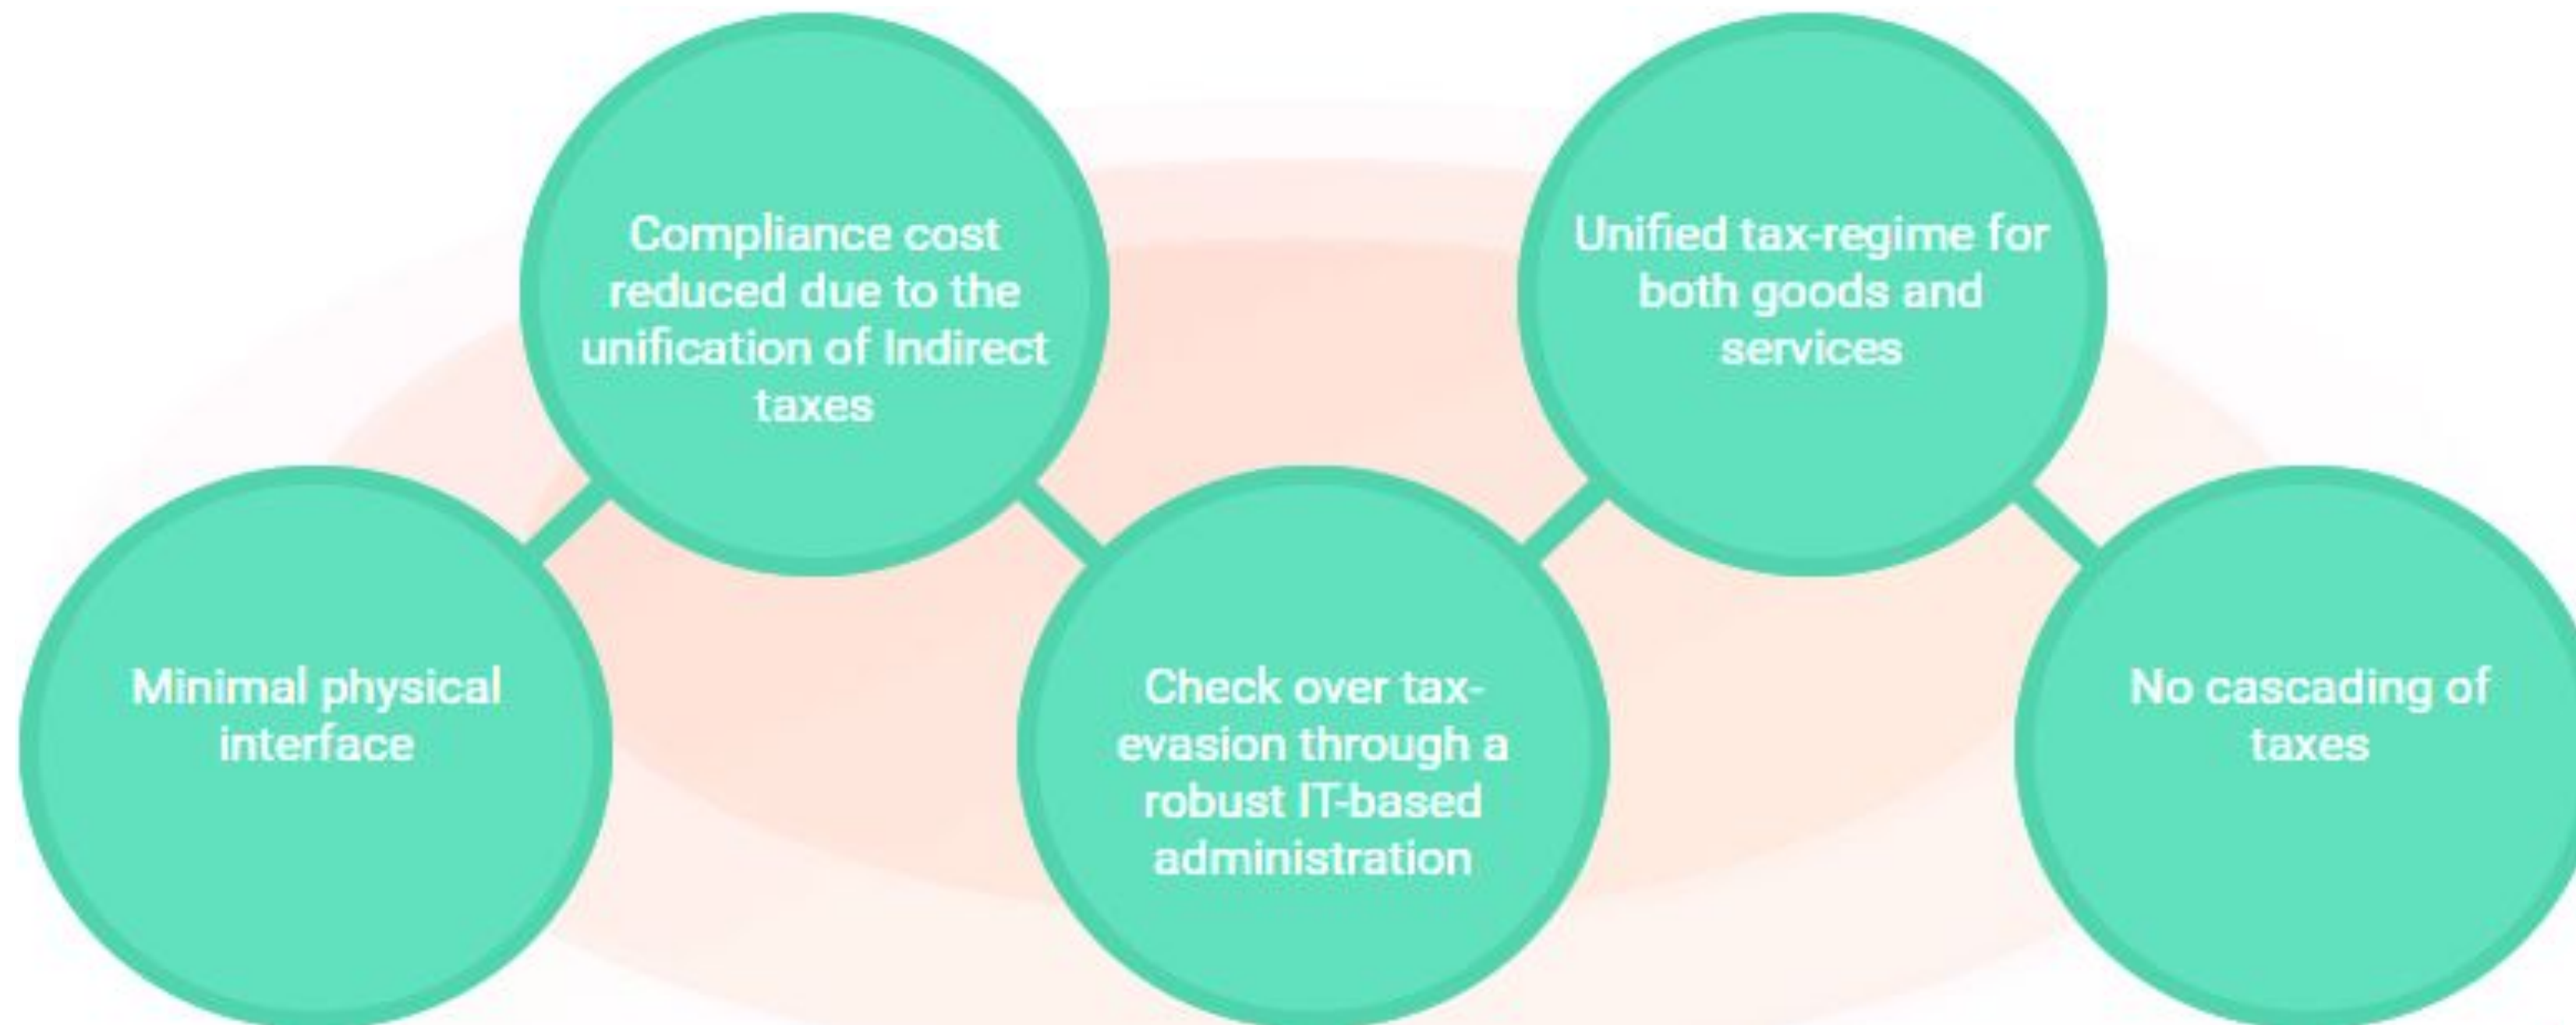 Compliance cost
reduced due to the
unification of Indirect
taxes
Unified tax-regime for
both goods and
services
Minimal physical
interface
Check over tax-
evasion through a
robust IT-based
administration
No cascading of
taxes